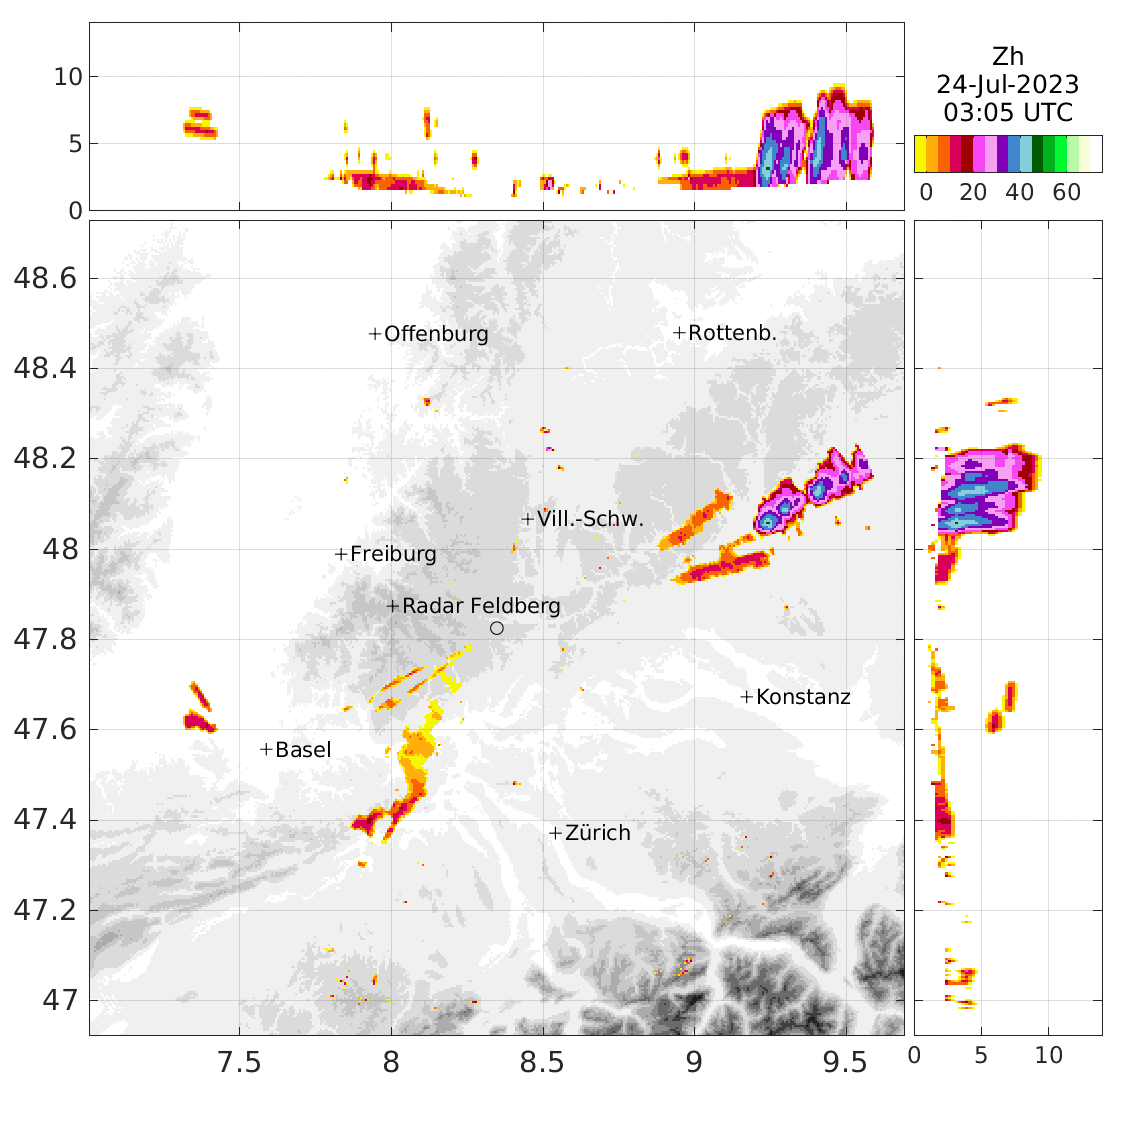 10
5
0
Zh
24-Jul-2023
03:05 UTC
0 20 40 60
48.6
48.4
48.2
48
47.8
47.6
47.4
47.2
47
+Offenburg
+Rottenb.
+Vill.-Schw.
+Freiburg
+Radar Feldberg
+Konstanz
+Basel
+Zürich
7.5 8 8.5 9 9.5
0 5 10